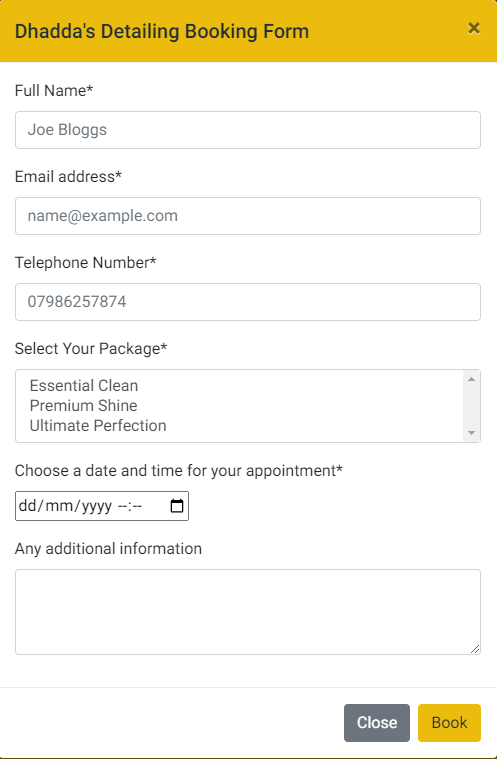 Dhadda's Detailing Booking Form ×
Full Name*
Joe Bloggs
Email address*
name@example.com
Telephone Number*
07986257874
Select Your Package*
Essential Clean
Premium Shine
Ultimate Perfection
Choose a date and time for your appointment*
dd/mm/yyyy --:--
Any additional information
Close Book